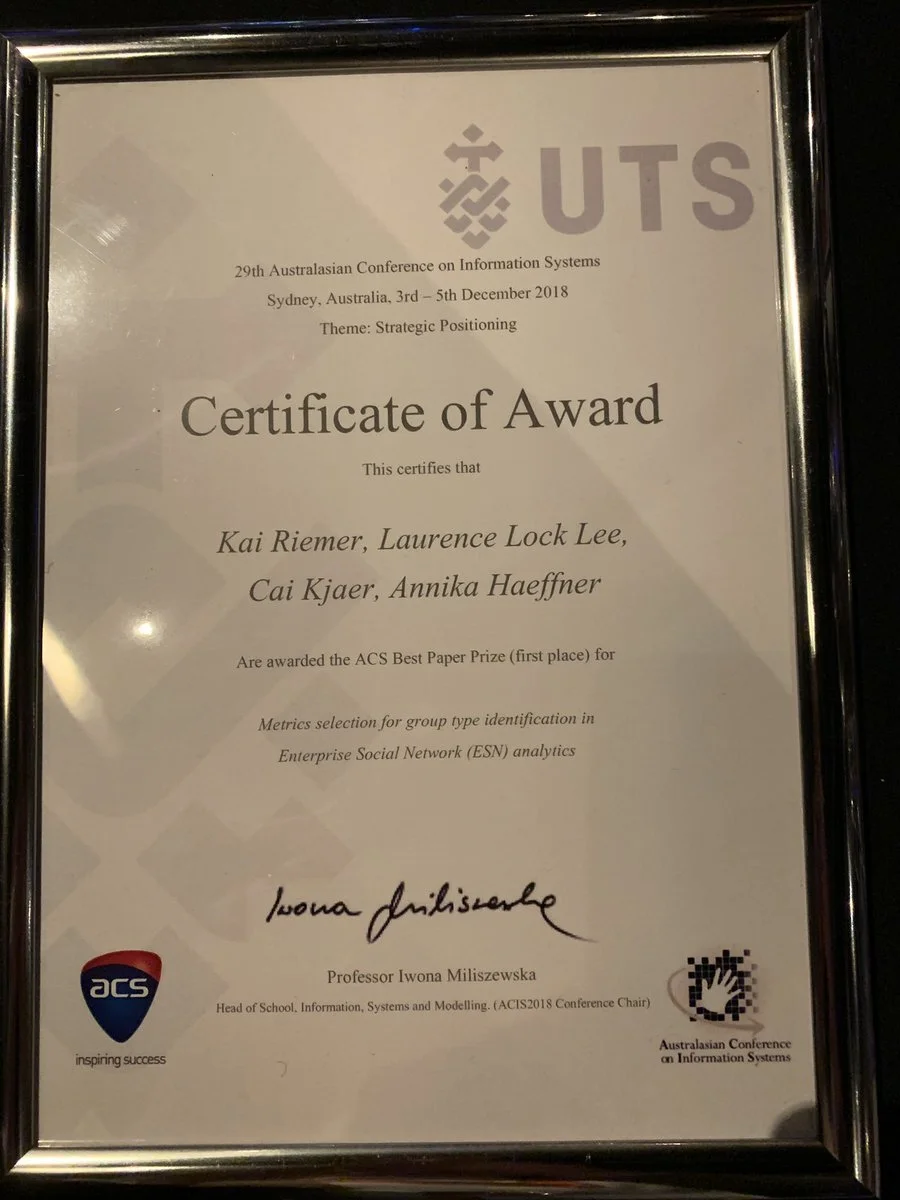 UTS
29th Australasian Conference on Information Systems
Sydney, Australia, 3rd – 5th December 2018
Theme: Strategic Positioning
Certificate of Award
This certifies that
Kai Riemer, Laurence Lock Lee,
Cai Kjaer, Annika Haeffner
Are awarded the ACS Best Paper Prize (first place) for
Metrics selection for group type identification in
Enterprise Social Network (ESN) analytics
Iwona Miliszewska
Professor Iwona Miliszewska
Head of School, Information, Systems and Modelling. (ACIS2018 Conference Chair)
acs
inspiring success
Australasian Conference
on Information Systems